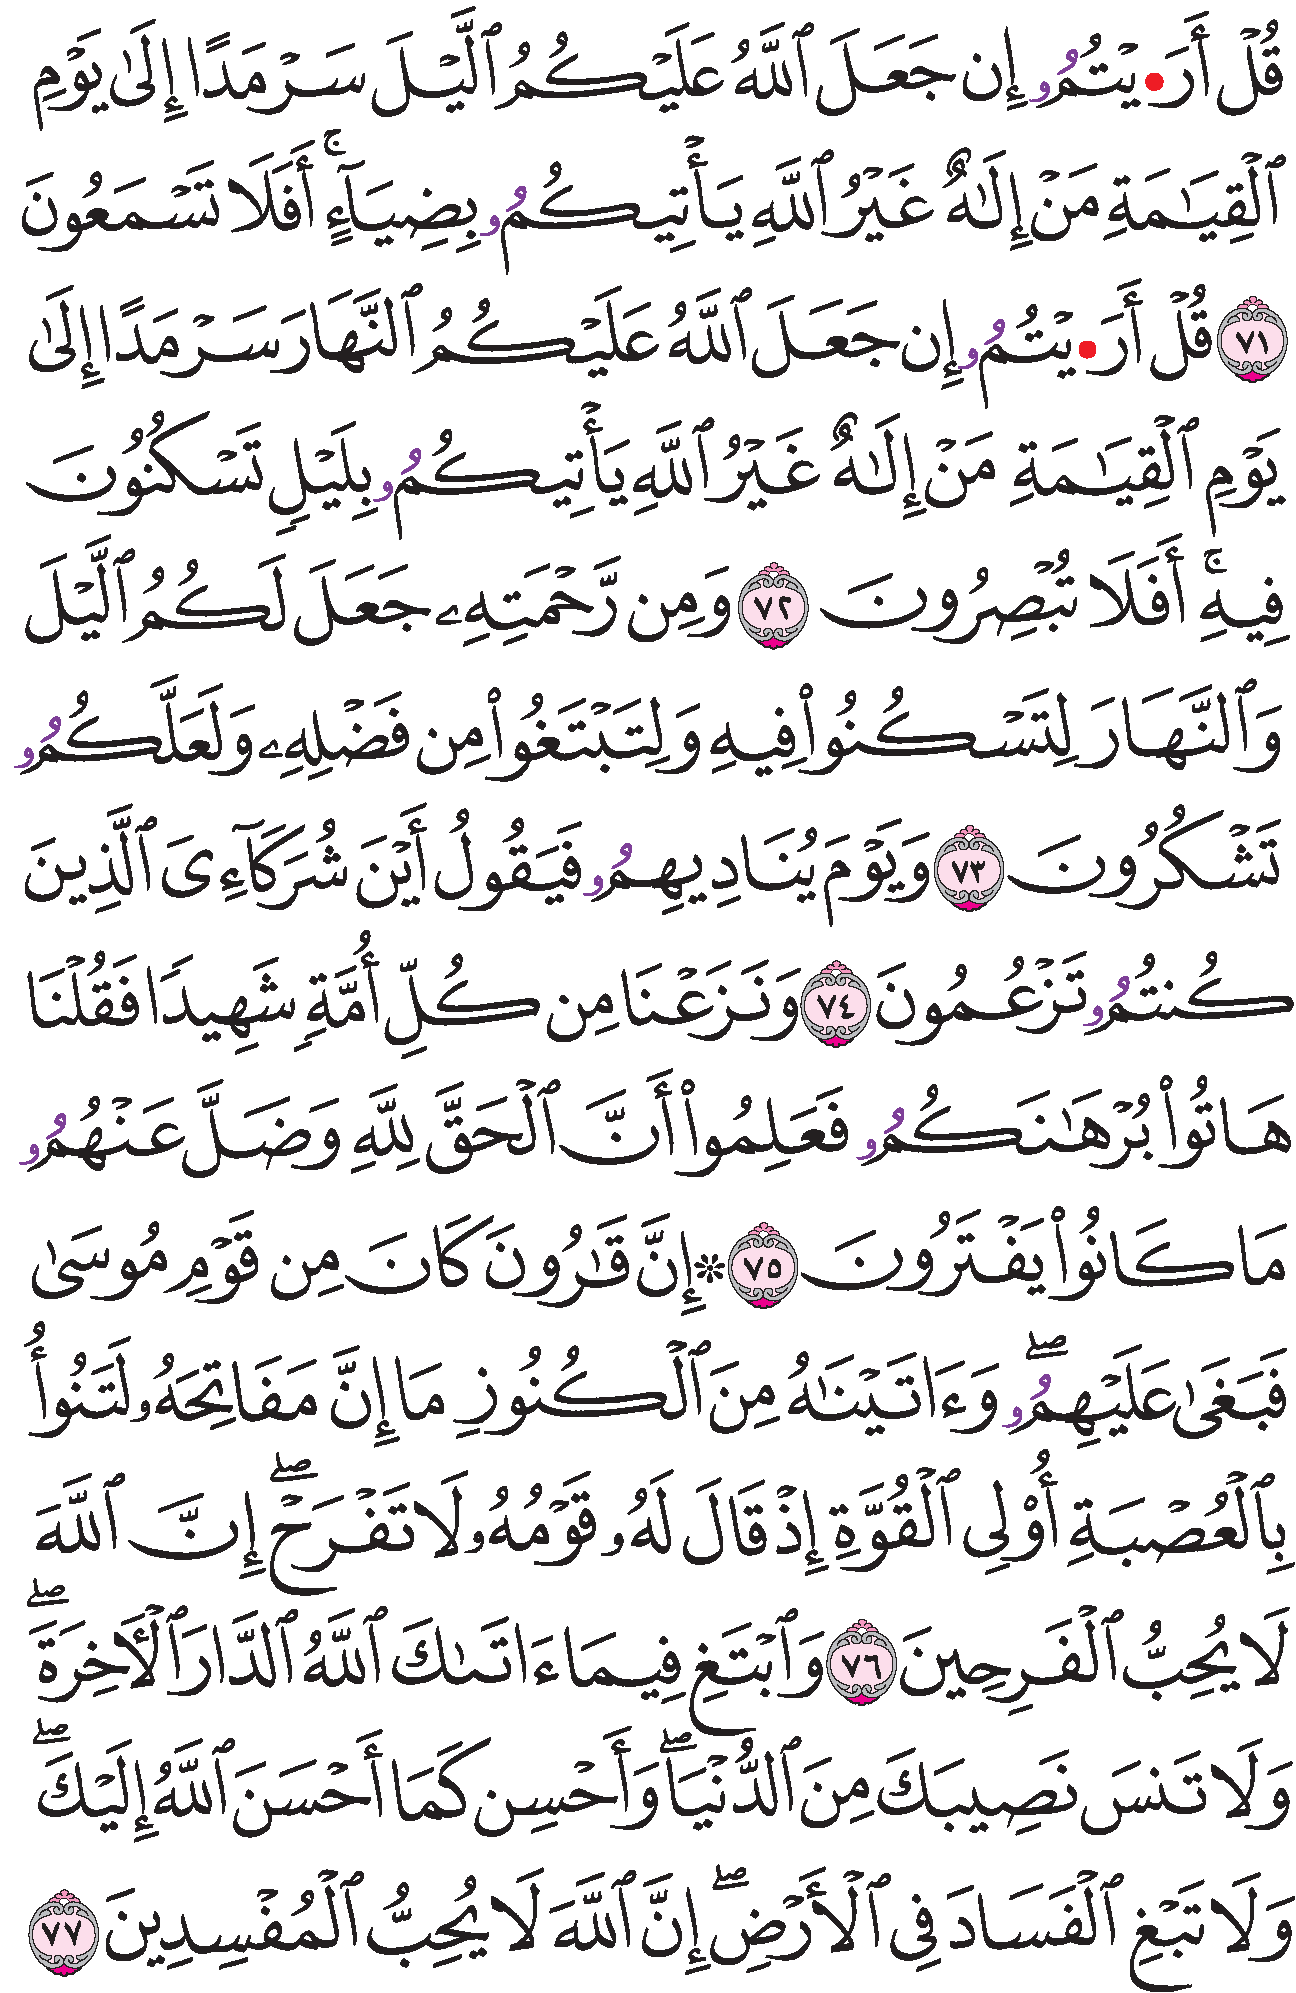 قُلْ أَرَ•يْتُمُۥ إِن جَعَلَ ٱللَّهُ عَلَيْكُمُ ٱلَّيْلَ سَرْمَدًا إِلَىٰ يَوْمِ
ٱلْقِيَٰمَةِ مَنْ إِلَٰهٌ غَيْرُ ٱللَّهِ يَأْتِيكُمُۥ بِضِيَآءٍ ۚ أَفَلَا تَسْمَعُونَ
٧١ قُلْ أَرَ•يْتُمُۥ إِن جَعَلَ ٱللَّهُ عَلَيْكُمُ ٱلنَّهَارَ سَرْمَدًا إِلَىٰ
يَوْمِ ٱلْقِيَٰمَةِ مَنْ إِلَٰهٌ غَيْرُ ٱللَّهِ يَأْتِيكُمُۥ بِلَيْلٍ تَسْكُنُونَ
فِيهِ ۚ أَفَلَا تُبْصِرُونَ ٧٢ وَمِن رَّحْمَتِهِۦ جَعَلَ لَكُمُ ٱلَّيْلَ
وَٱلنَّهَارَ لِتَسْكُنُوا۟ فِيهِ وَلِتَبْتَغُوا۟ مِن فَضْلِهِۦ وَلَعَلَّكُمُۥ
تَشْكُرُونَ ٧٣ وَيَوْمَ يُنَادِيهِمُۥ فَيَقُولُ أَيْنَ شُرَكَآءِىَ ٱلَّذِينَ
كُنتُمُۥ تَزْعُمُونَ ٧٤ وَنَزَعْنَا مِن كُلِّ أُمَّةٍ شَهِيدًا فَقُلْنَا
هَاتُوا۟ بُرْهَٰنَكُمُۥ فَعَلِمُوا۟ أَنَّ ٱلْحَقَّ لِلَّهِ وَضَلَّ عَنْهُمُۥ
مَا كَانُوا۟ يَفْتَرُونَ ٧٥ ۞ إِنَّ قَٰرُونَ كَانَ مِن قَوْمِ مُوسَىٰ
فَبَغَىٰ عَلَيْهِمُۥ ۖ وَءَاتَيْنَٰهُ مِنَ ٱلْكُنُوزِ مَا إِنَّ مَفَاتِحَهُۥ لَتَنُوأُ
بِٱلْعُصْبَةِ أُو۟لِى ٱلْقُوَّةِ إِذْ قَالَ لَهُۥ قَوْمُهُۥ لَا تَفْرَحْ ۖ إِنَّ ٱللَّهَ
لَا يُحِبُّ ٱلْفَرِحِينَ ٧٦ وَٱبْتَغِ فِيمَا ءَاتَىٰكَ ٱللَّهُ ٱلدَّارَ ٱلْـَٔاخِرَةَ ۖ
وَلَا تَنسَ نَصِيبَكَ مِنَ ٱلدُّنْيَا ۖ وَأَحْسِن كَمَا أَحْسَنَ ٱللَّهُ إِلَيْكَ ۖ
وَلَا تَبْغِ ٱلْفَسَادَ فِى ٱلْأَرْضِ ۖ إِنَّ ٱللَّهَ لَا يُحِبُّ ٱلْمُفْسِدِينَ ٧٧